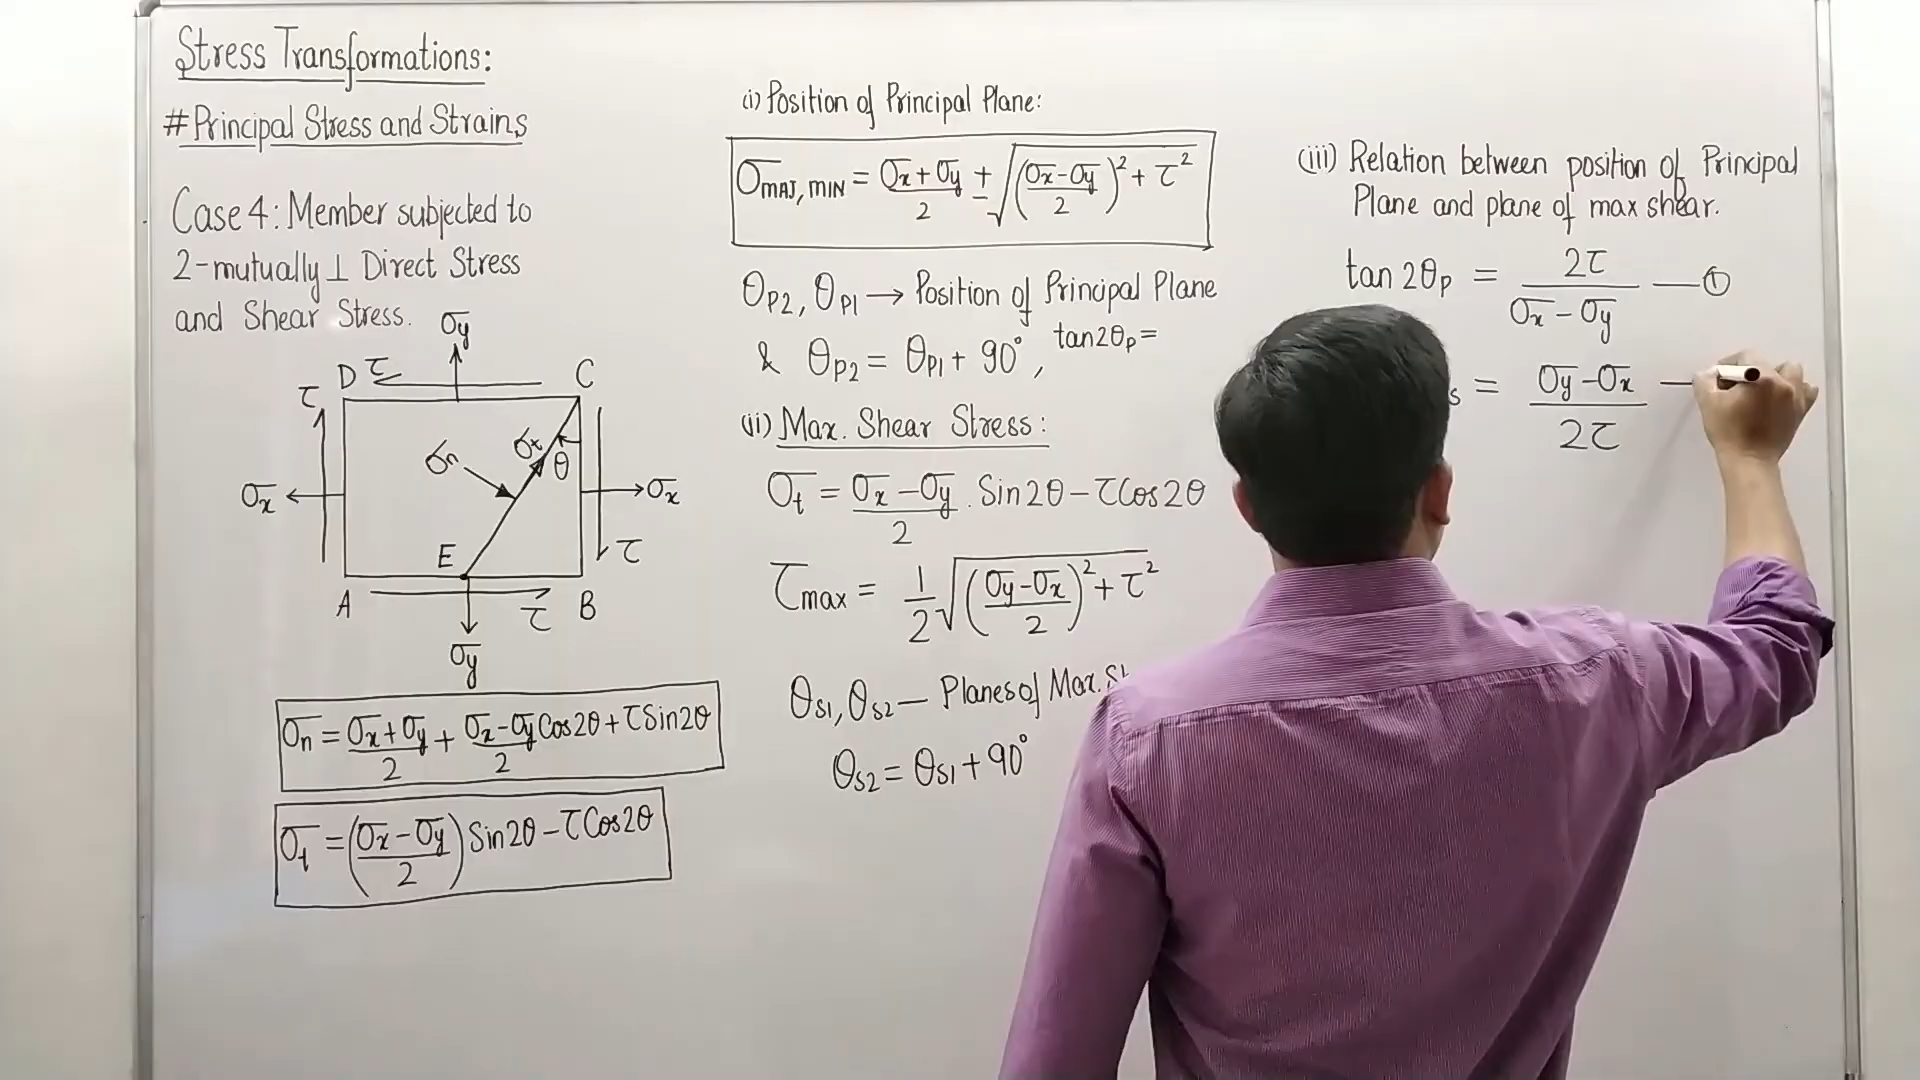 Stress Transformations:
#Principal Stress and Strains
Case 4: Member subjected to
2-mutually ⊥ Direct Stress
and Shear Stress.
σy
D τ C
τ
σt
σn θ
σx σx
E τ
A τ B
σy
σn = (σx + σy)/2 + (σx - σy)/2 Cos2θ + τSin2θ
σt = ((σx - σy)/2) Sin2θ - τCos2θ
(i) Position of Principal Plane:
σMAJ, MIN = (σx + σy)/2 ± √(((σx - σy)/2)² + τ²)
θP2, θP1 → Position of Principal Plane
& θP2 = θP1 + 90°, tan2θP =
(ii) Max. Shear Stress:
σt = (σx - σy)/2 . Sin2θ - τCos2θ
τmax = 1/2 √(((σy - σx)/2)² + τ²)
θS1, θS2 — Planes of Max.
θS2 = θS1 + 90°
(iii) Relation between position of Principal
Plane and plane of max shear.
tan 2θP = 2τ/(σx - σy) — ①
s = (σy - σx)/2τ —